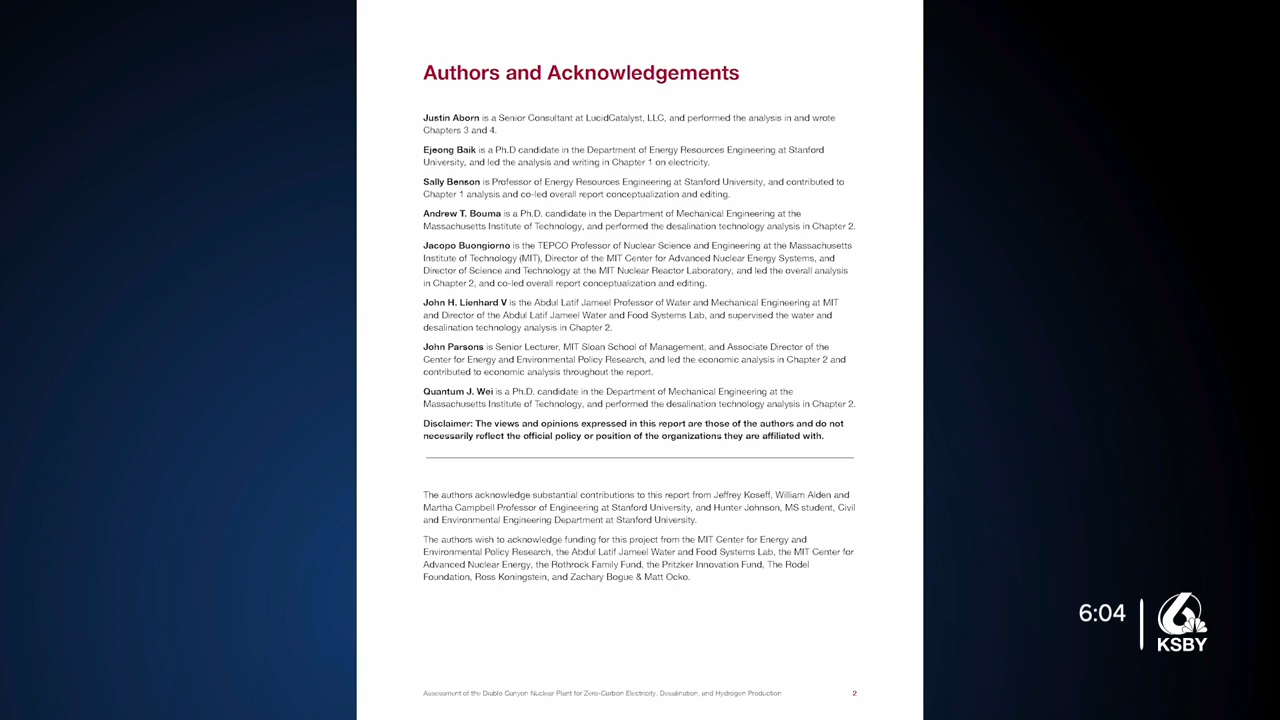 Authors and Acknowledgements
Justin Aborn is a Senior Consultant at LucidCatalyst, LLC, and performed the analysis in and wrote
Chapters 3 and 4.
Ejeong Baik is a Ph.D candidate in the Department of Energy Resources Engineering at Stanford
University, and led the analysis and writing in Chapter 1 on electricity.
Sally Benson is Professor of Energy Resources Engineering at Stanford University, and contributed to
Chapter 1 analysis and co-led overall report conceptualization and editing.
Andrew T. Bouma is a Ph.D. candidate in the Department of Mechanical Engineering at the
Massachusetts Institute of Technology, and performed the desalination technology analysis in Chapter 2.
Jacopo Buongiorno is the TEPCO Professor of Nuclear Science and Engineering at the Massachusetts
Institute of Technology (MIT), Director of the MIT Center for Advanced Nuclear Energy Systems, and
Director of Science and Technology at the MIT Nuclear Reactor Laboratory, and led the overall analysis
in Chapter 2, and co-led overall report conceptualization and editing.
John H. Lienhard V is the Abdul Latif Jameel Professor of Water and Mechanical Engineering at MIT
and Director of the Abdul Latif Jameel Water and Food Systems Lab, and supervised the water and
desalination technology analysis in Chapter 2.
John Parsons is Senior Lecturer, MIT Sloan School of Management, and Associate Director of the
Center for Energy and Environmental Policy Research, and led the economic analysis in Chapter 2 and
contributed to economic analysis throughout the report.
Quantum J. Wei is a Ph.D. candidate in the Department of Mechanical Engineering at the
Massachusetts Institute of Technology, and performed the desalination technology analysis in Chapter 2.
Disclaimer: The views and opinions expressed in this report are those of the authors and do not
necessarily reflect the official policy or position of the organizations they are affiliated with.
The authors acknowledge substantial contributions to this report from Jeffrey Koseff, William Alden and
Martha Campbell Professor of Engineering at Stanford University, and Hunter Johnson, MS student, Civil
and Environmental Engineering Department at Stanford University.
The authors wish to acknowledge funding for this project from the MIT Center for Energy and
Environmental Policy Research, the Abdul Latif Jameel Water and Food Systems Lab, the MIT Center for
Advanced Nuclear Energy, the Rothrock Family Fund, the Pritzker Innovation Fund, The Rodel
Foundation, Ross Koningstein, and Zachary Bogue & Matt Ocko.
Assessment of the Diablo Canyon Nuclear Plant for Zero-Carbon Electricity, Desalination, and Hydrogen Production
2
6:04
6
KSBY